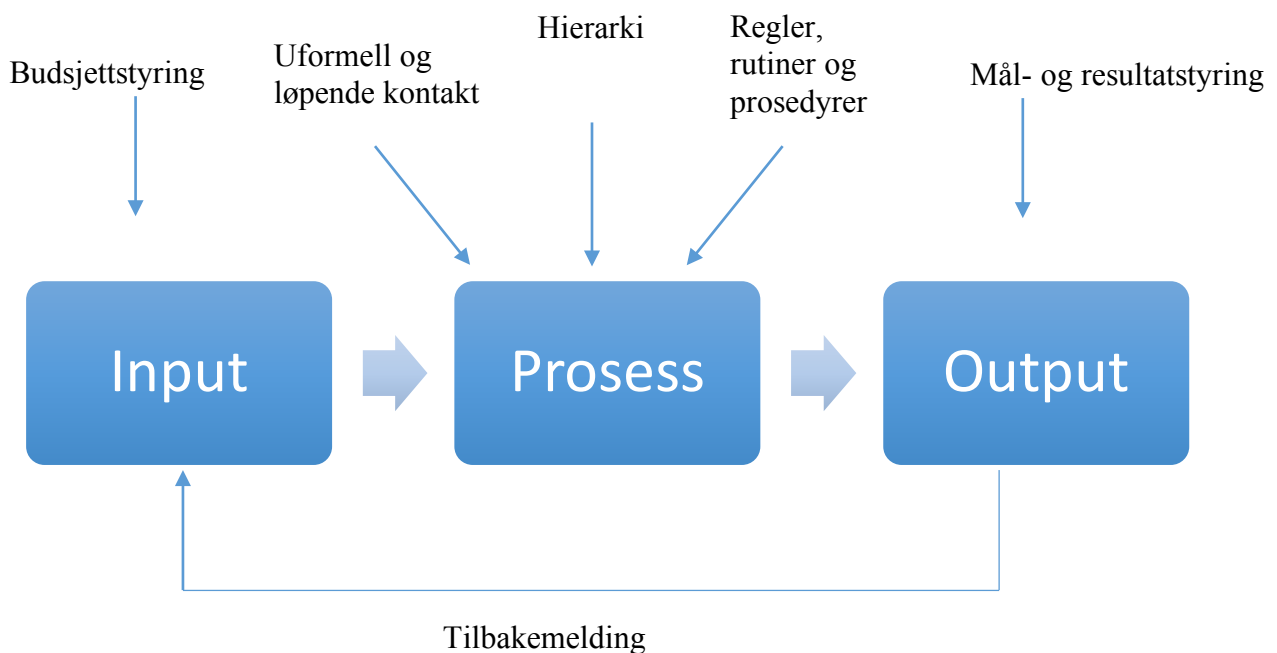 Budsjettstyring
Uformell og
løpende kontakt
Hierarki
Regler,
rutiner og
prosedyrer
Mål- og resultatstyring
Input
Prosess
Output
Tilbakemelding